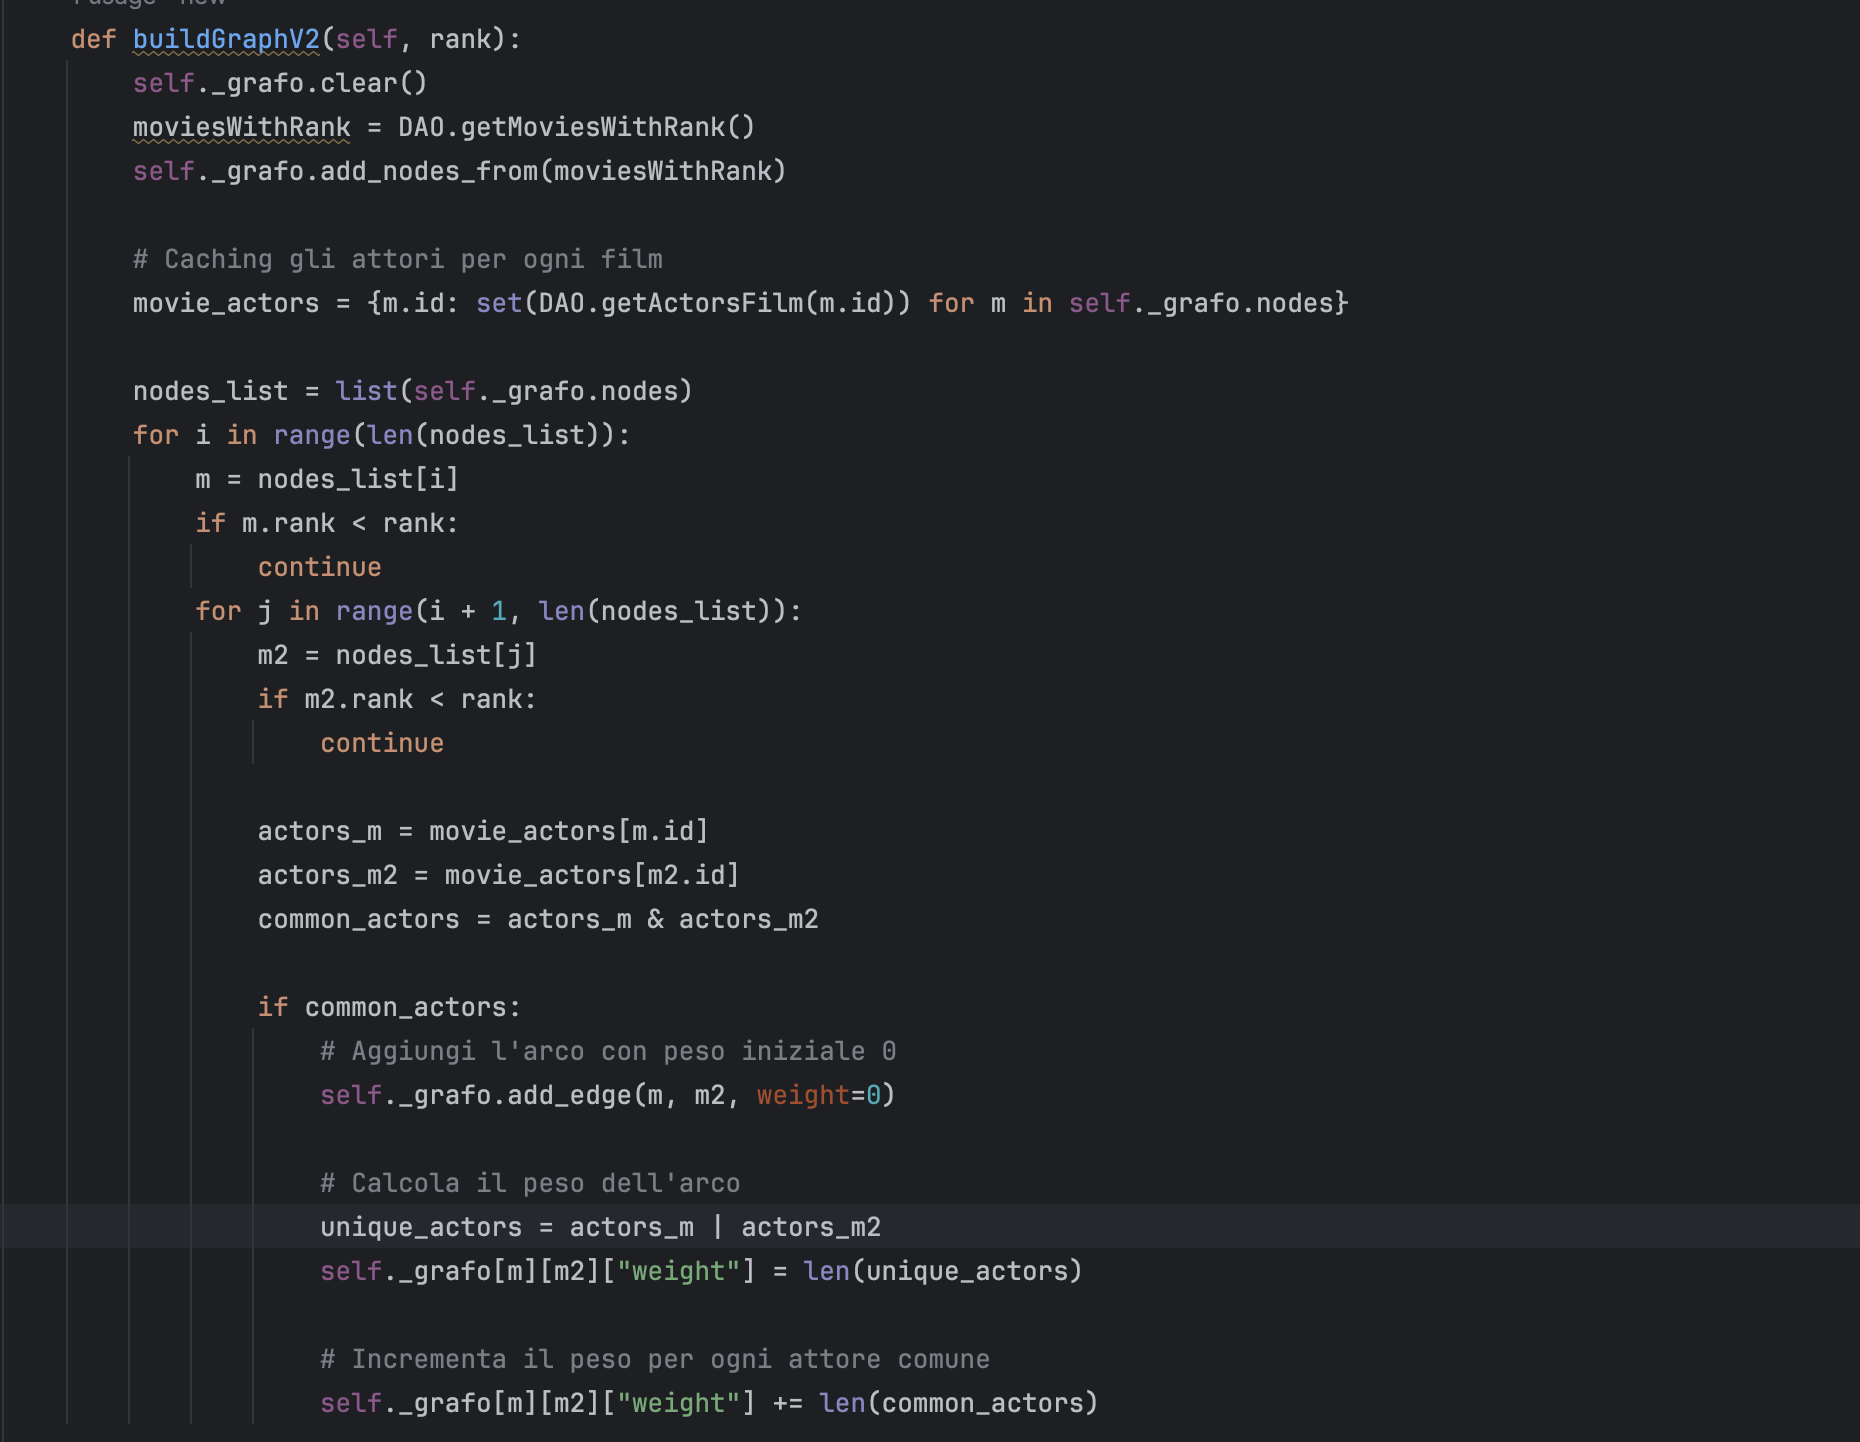 def buildGraphV2(self, rank):
    self._grafo.clear()
    moviesWithRank = DAO.getMoviesWithRank()
    self._grafo.add_nodes_from(moviesWithRank)

    # Caching gli attori per ogni film
    movie_actors = {m.id: set(DAO.getActorsFilm(m.id)) for m in self._grafo.nodes}

    nodes_list = list(self._grafo.nodes)
    for i in range(len(nodes_list)):
        m = nodes_list[i]
        if m.rank < rank:
            continue
        for j in range(i + 1, len(nodes_list)):
            m2 = nodes_list[j]
            if m2.rank < rank:
                continue

            actors_m = movie_actors[m.id]
            actors_m2 = movie_actors[m2.id]
            common_actors = actors_m & actors_m2

            if common_actors:
                # Aggiungi l'arco con peso iniziale 0
                self._grafo.add_edge(m, m2, weight=0)

                # Calcola il peso dell'arco
                unique_actors = actors_m | actors_m2
                self._grafo[m][m2]["weight"] = len(unique_actors)

                # Incrementa il peso per ogni attore comune
                self._grafo[m][m2]["weight"] += len(common_actors)